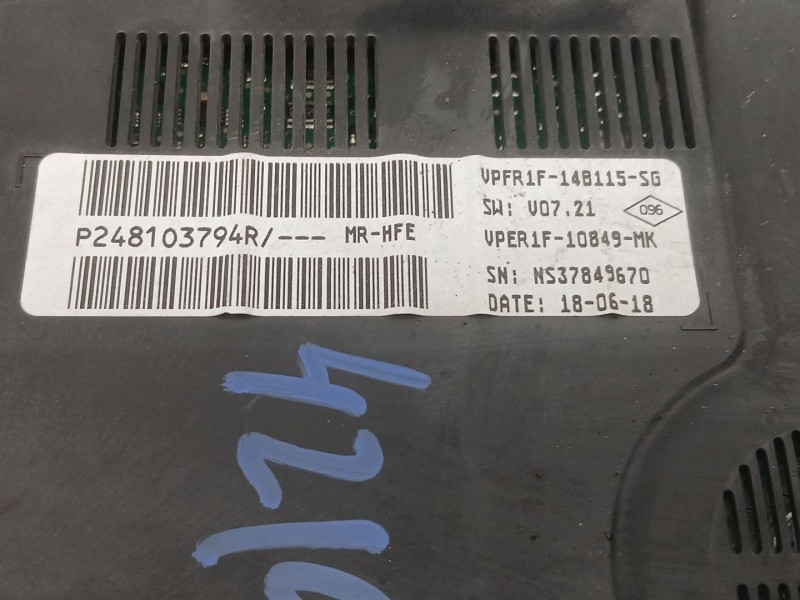 P248103794R/--- MR-HFE
VPFR1F-14B115-SG
SW: V07.21
096
VPER1F-10849-MK
SN: NS37849670
DATE: 18-06-18